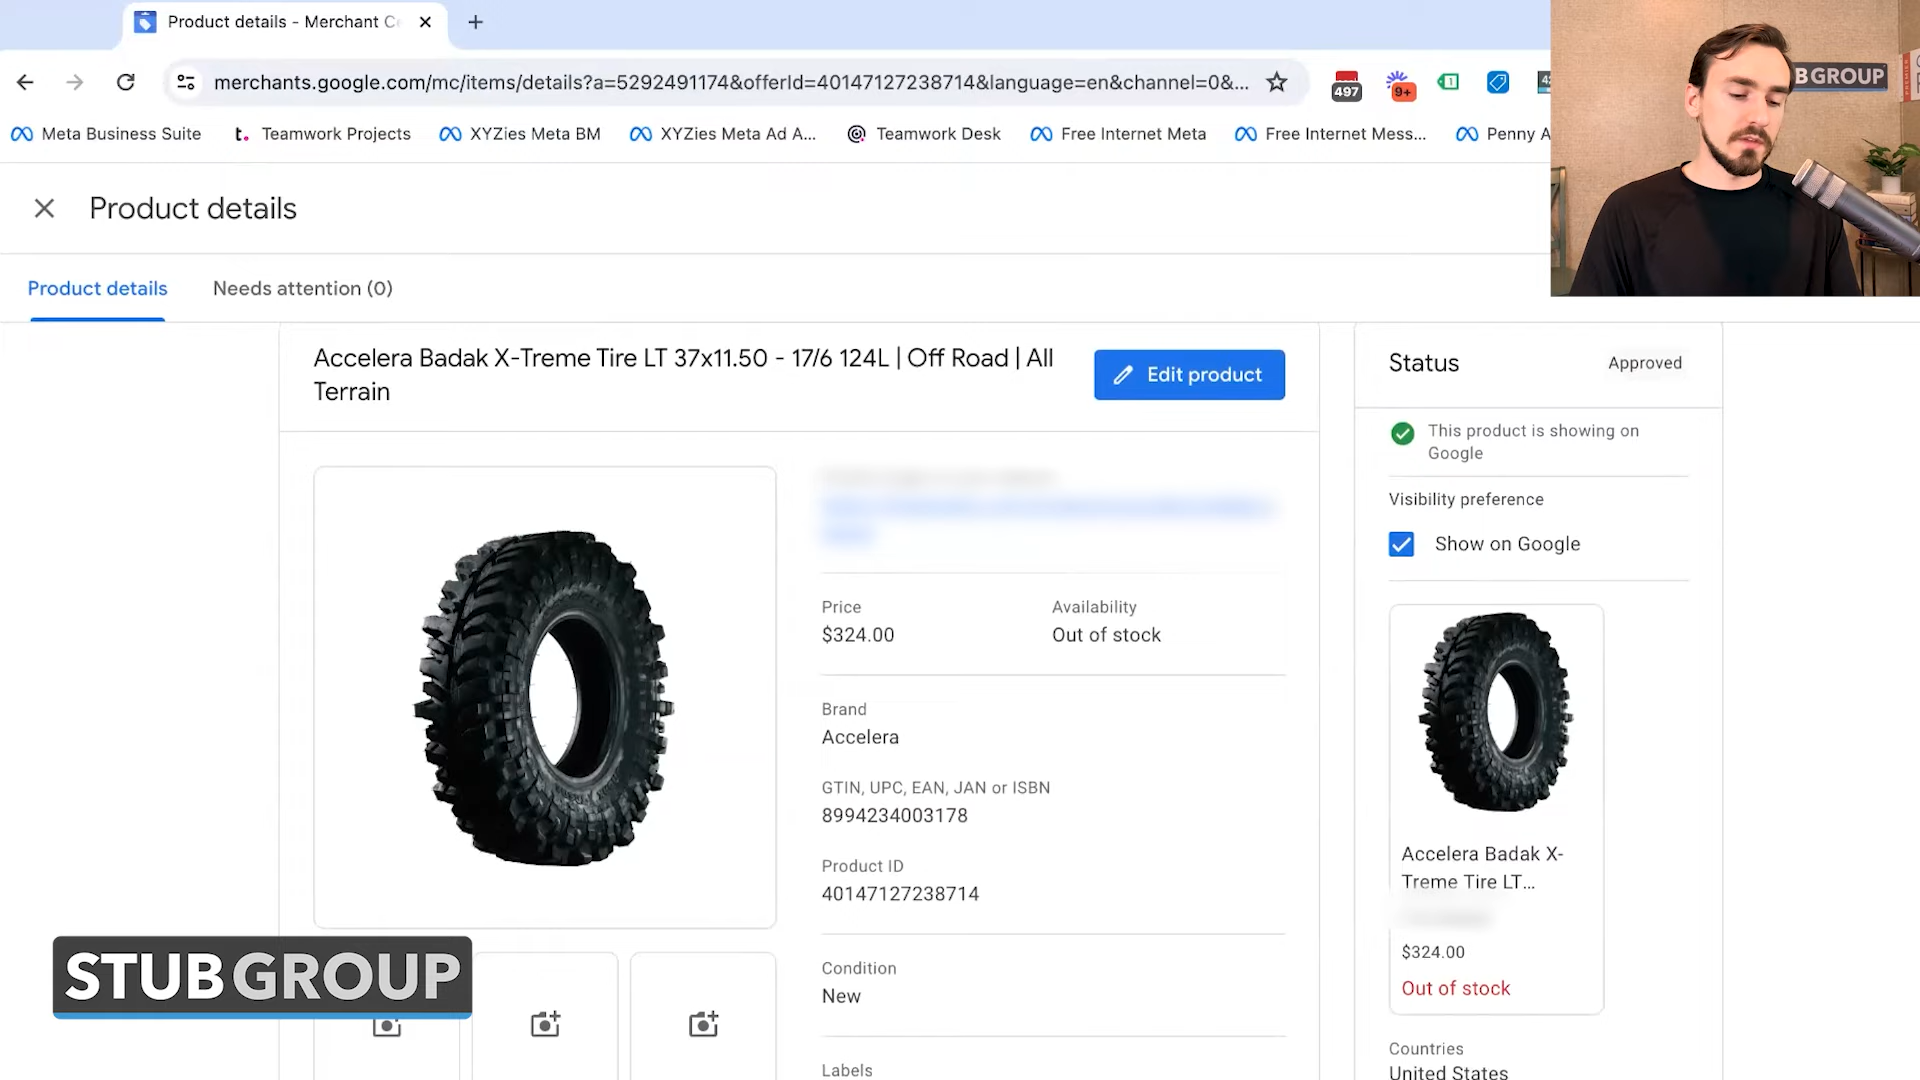 Product details - Merchant Ce
merchants.google.com/mc/items/details?a=5292491174&offerId=40147127238714&language=en&channel=0&...
497
9+
1
Meta Business Suite
t. Teamwork Projects
XYZies Meta BM
XYZies Meta Ad A...
Teamwork Desk
Free Internet Meta
Free Internet Mess...
Penny A
B GROUP
Product details
Product details
Needs attention (0)
Accelera Badak X-Treme Tire LT 37x11.50 - 17/6 124L | Off Road | All
Terrain
Edit product
Price
$324.00
Availability
Out of stock
Brand
Accelera
GTIN, UPC, EAN, JAN or ISBN
8994234003178
Product ID
40147127238714
Condition
New
Labels
Status
Approved
This product is showing on
Google
Visibility preference
Show on Google
Accelera Badak X-
Treme Tire LT...
$324.00
Out of stock
Countries
United States
STUBGROUP